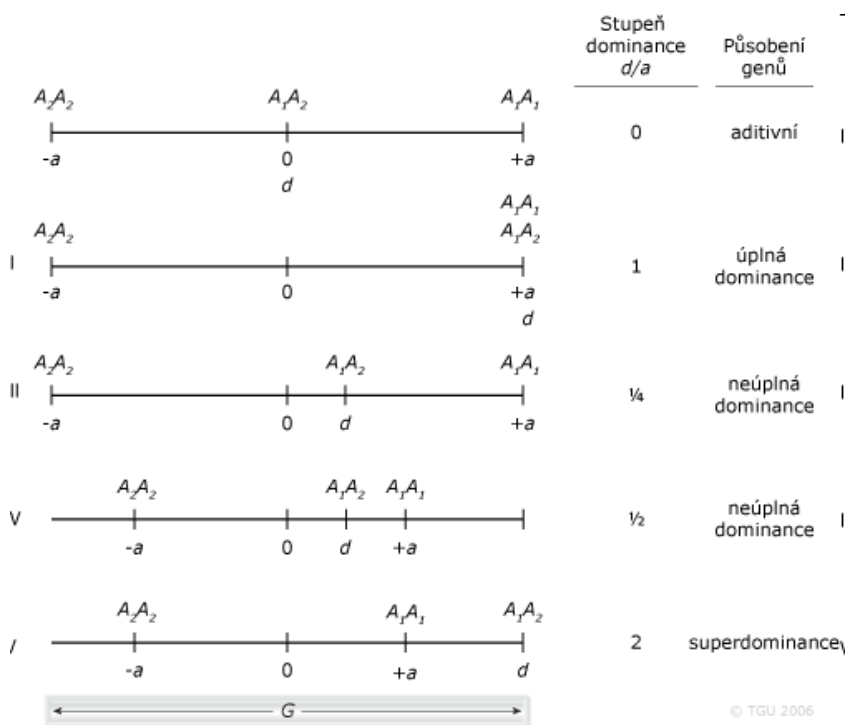 Stupeň
dominance
d/a
Působení
genů
A₂A₂ A₁A₂ A₁A₁
-a 0 +a
d
0 aditivní
I
A₁A₁
A₂A₂ A₁A₂
I
-a 0 +a
d
1 úplná
dominance
I
A₂A₂ A₁A₂ A₁A₁
II
-a 0 d +a
¼ neúplná
dominance
I
A₂A₂ A₁A₂ A₁A₁
V
-a 0 d +a
½ neúplná
dominance
I
A₂A₂ A₁A₁ A₁A₂
-a 0 +a d
2 superdominance
G
© TGU 2006